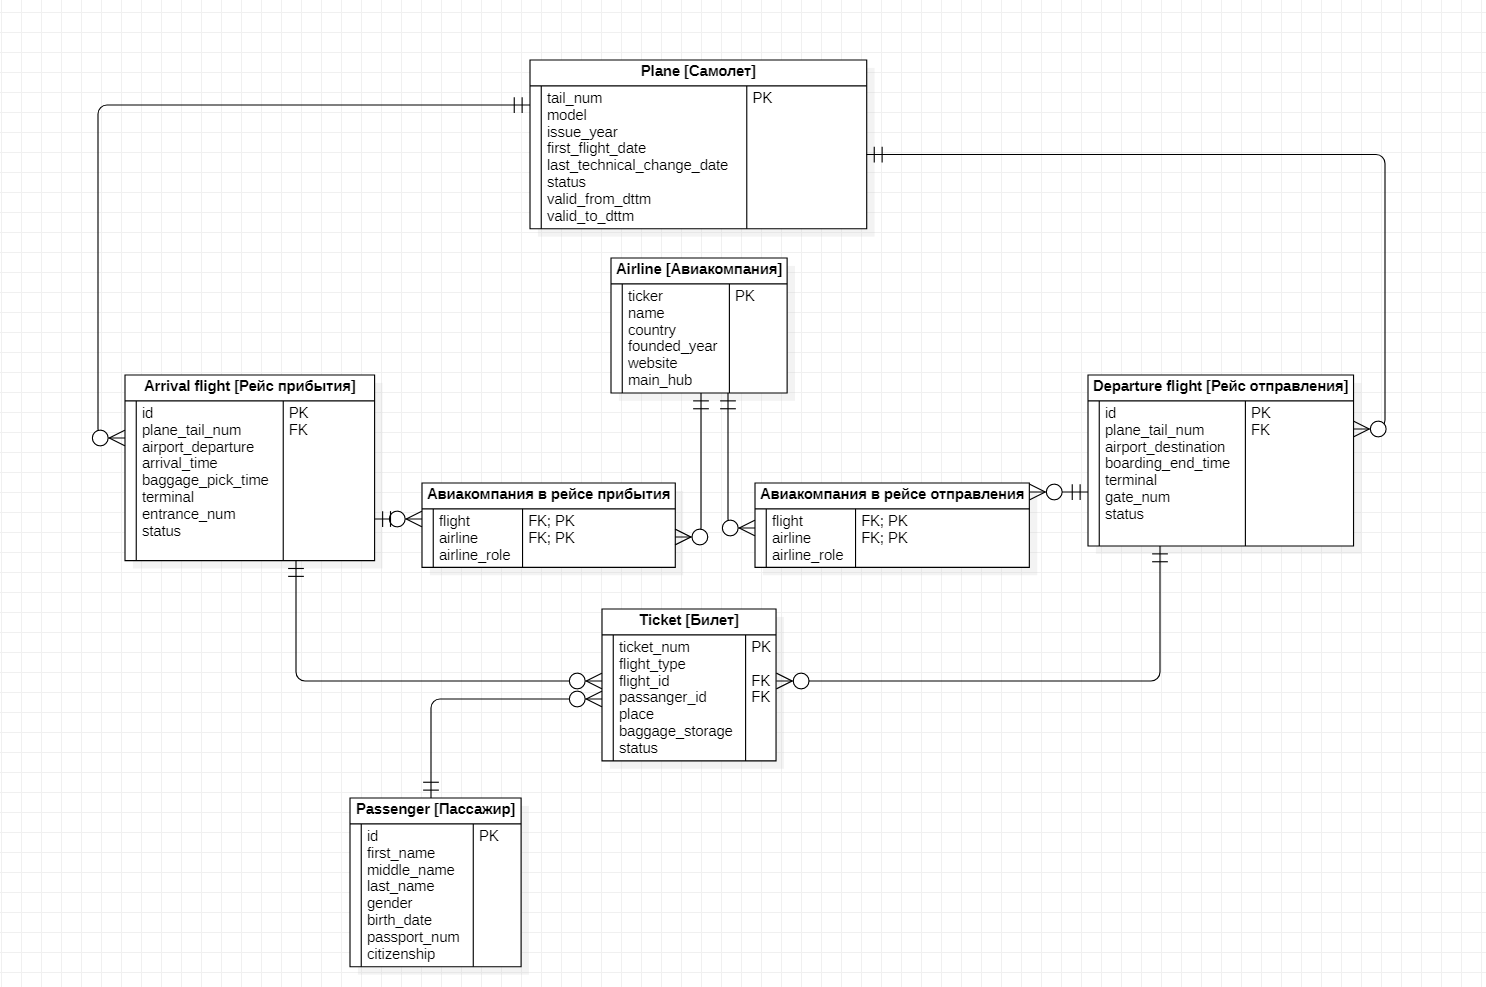 Plane [Самолет]
tail_num PK
model
issue_year
first_flight_date
last_technical_change_date
status
valid_from_dttm
valid_to_dttm
Airline [Авиакомпания]
ticker PK
name
country
founded_year
website
main_hub
Arrival flight [Рейс прибытия]
id PK
plane_tail_num FK
airport_departure
arrival_time
baggage_pick_time
terminal
entrance_num
status
Departure flight [Рейс отправления]
id PK
plane_tail_num FK
airport_destination
boarding_end_time
terminal
gate_num
status
Авиакомпания в рейсе прибытия
flight FK; PK
airline FK; PK
airline_role
Авиакомпания в рейсе отправления
flight FK; PK
airline FK; PK
airline_role
Ticket [Билет]
ticket_num PK
flight_type
flight_id FK
passanger_id FK
place
baggage_storage
status
Passenger [Пассажир]
id PK
first_name
middle_name
last_name
gender
birth_date
passport_num
citizenship